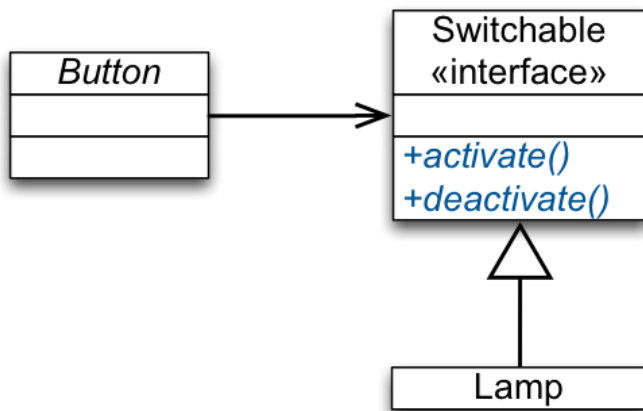 Button
Switchable
«interface»
+activate()
+deactivate()
Lamp